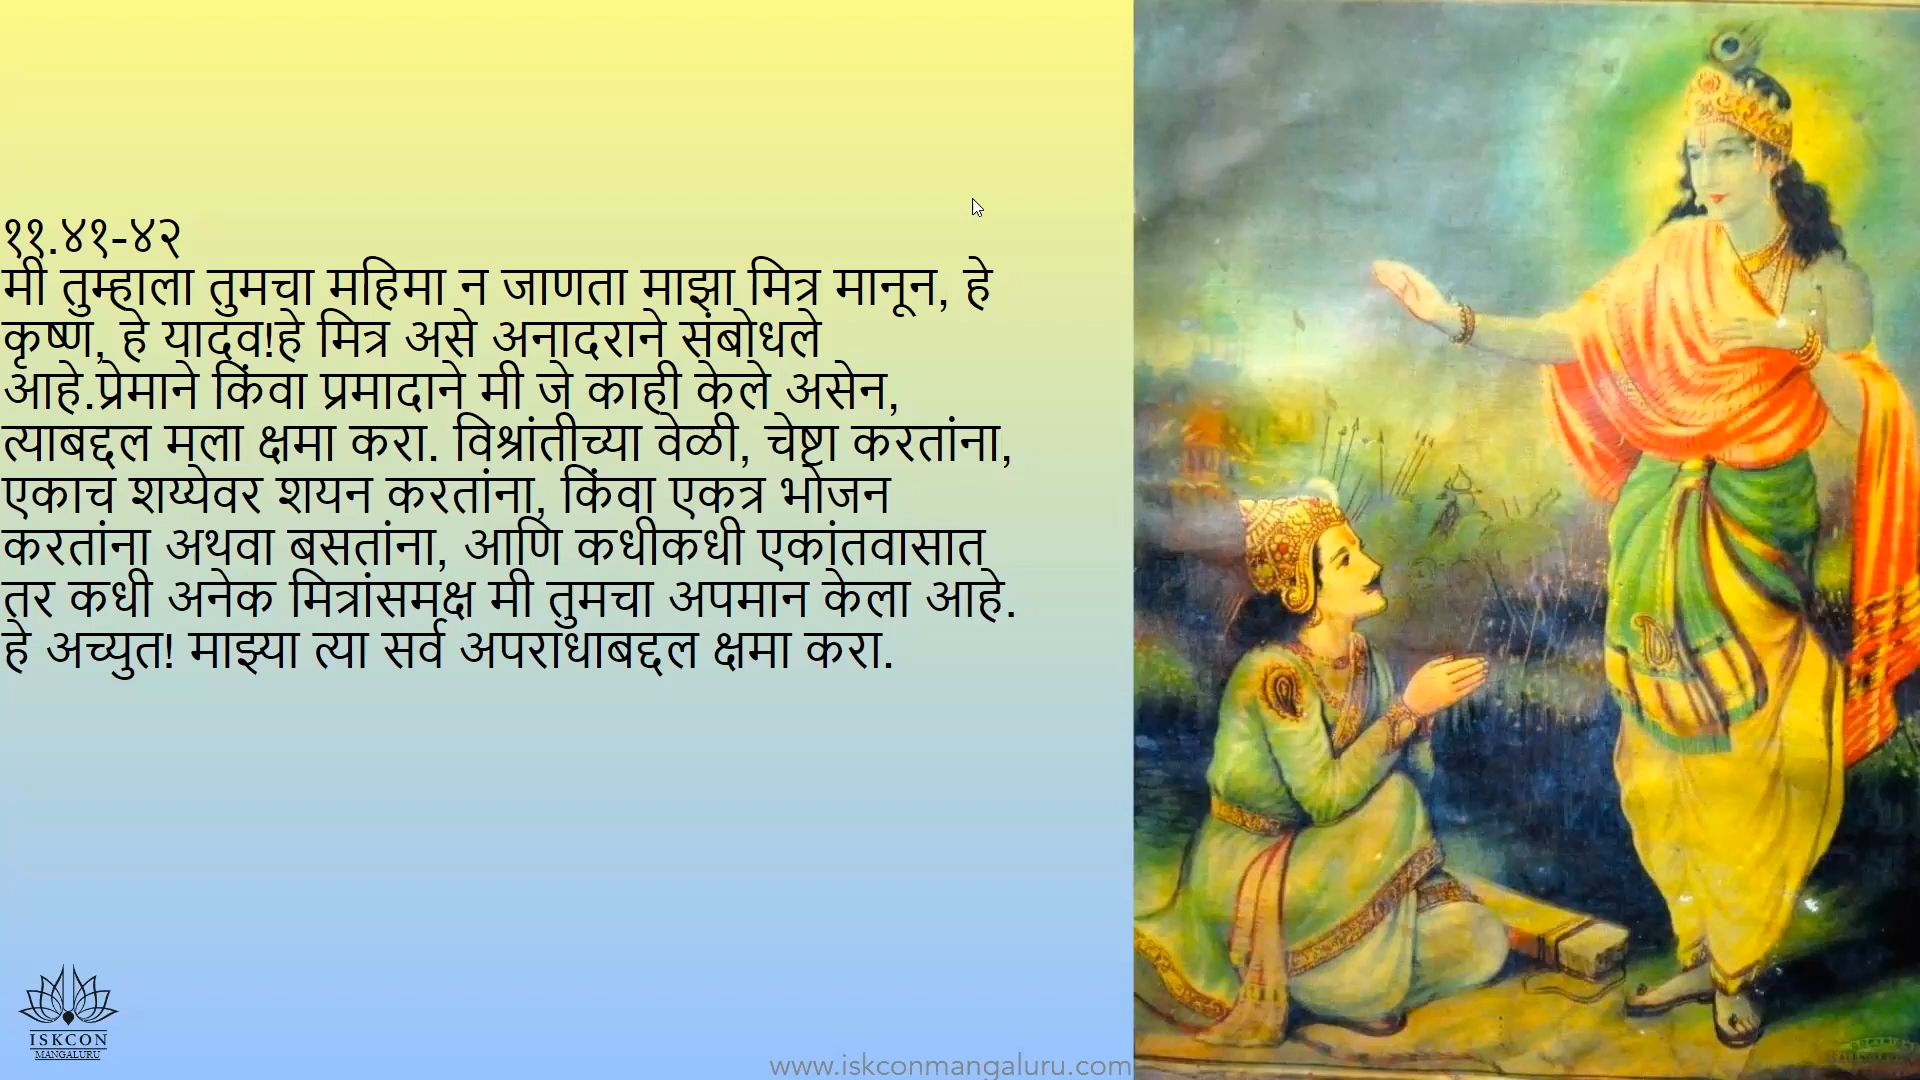 ११.४१-४२
मी तुम्हाला तुमचा महिमा न जाणता माझा मित्र मानून, हे
कृष्ण, हे यादव!हे मित्र असे अनादराने संबोधले
आहे.प्रेमाने किंवा प्रमादाने मी जे काही केले असेन,
त्याबद्दल मला क्षमा करा. विश्रांतीच्या वेळी, चेष्टा करतांना,
एकाच शय्येवर शयन करतांना, किंवा एकत्र भोजन
करतांना अथवा बसतांना, आणि कधीकधी एकांतवासात
तर कधी अनेक मित्रांसमक्ष मी तुमचा अपमान केला आहे.
हे अच्युत! माझ्या त्या सर्व अपराधाबद्दल क्षमा करा.
ISKCON
MANGALURU
www.iskconmangaluru.com